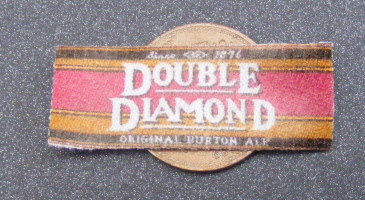 Since 1876
DOUBLE
DIAMOND
ORIGINAL BURTON ALE